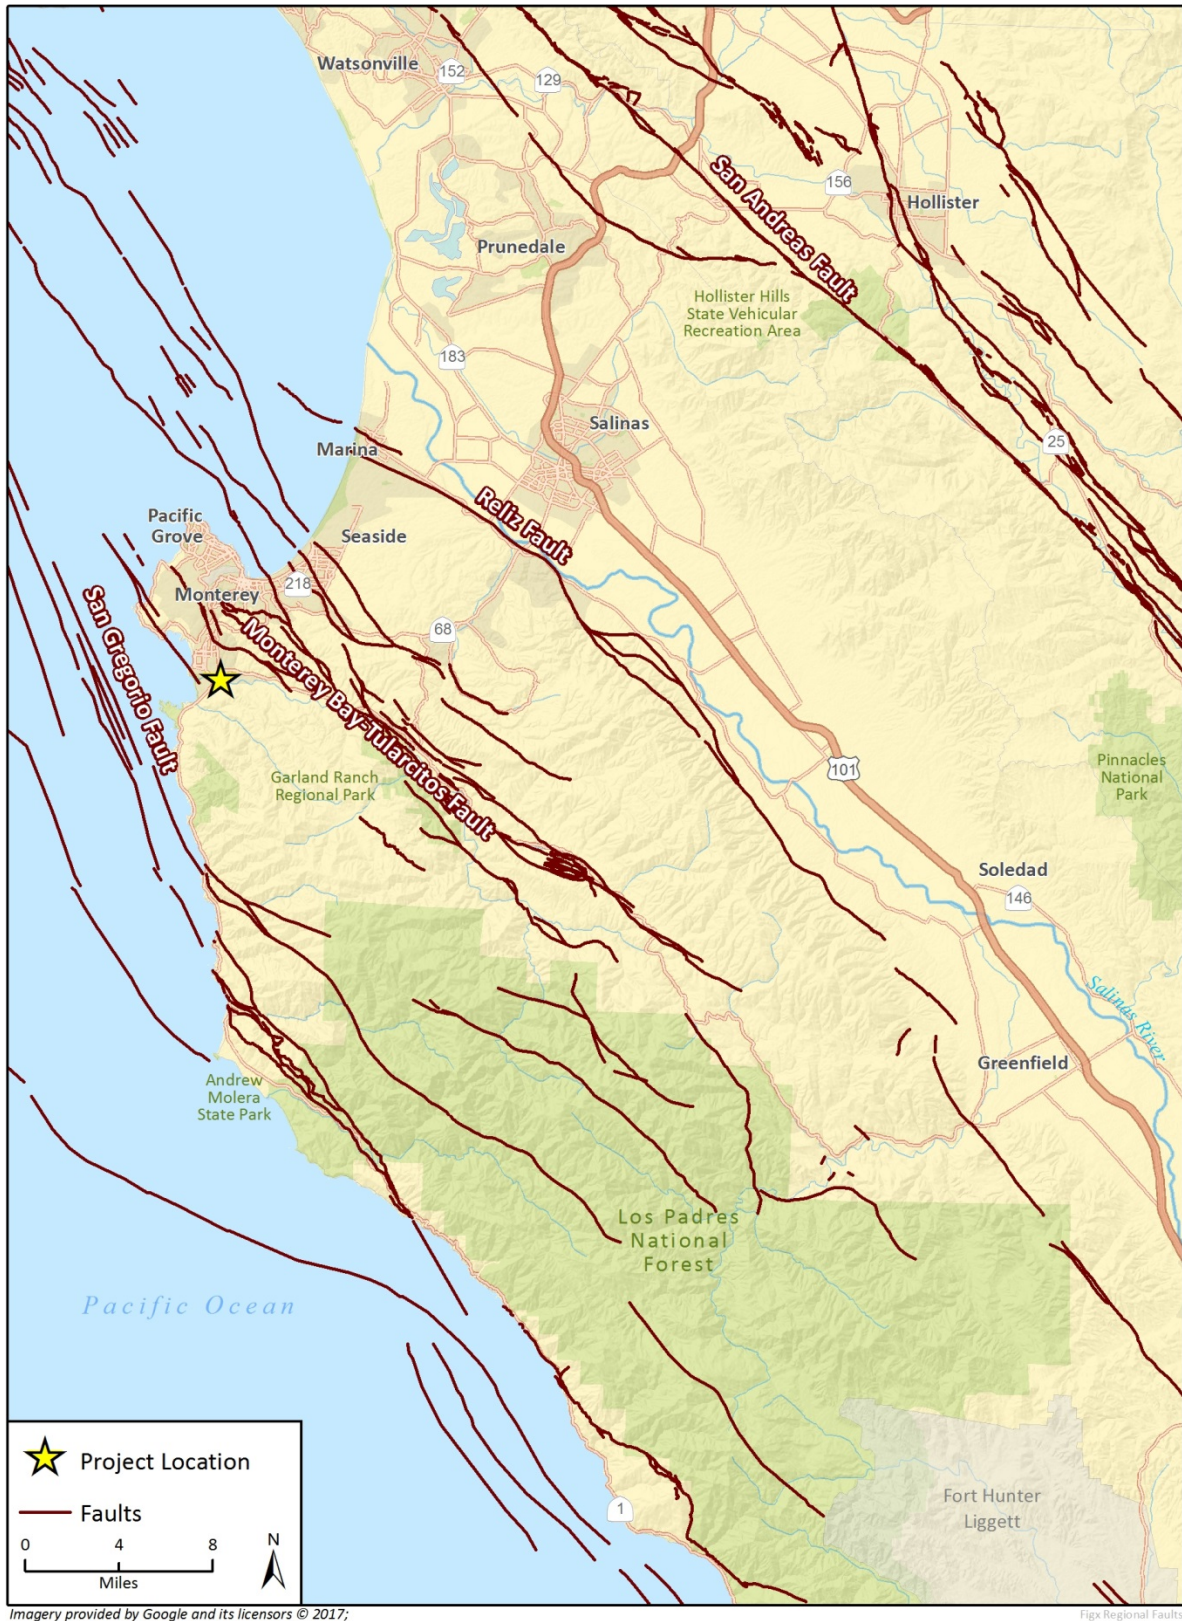 Watsonville
152
129
156
Hollister
San Andreas Fault
Prunedale
Hollister Hills
State Vehicular
Recreation Area
183
Salinas
Marina
25
Reliz Fault
Pacific
Grove
Seaside
218
Monterey
68
San Gregorio Fault
Monterey Bay-Tularcitos Fault
101
Pinnacles
National
Park
Garland Ranch
Regional Park
Soledad
146
Salinas River
Greenfield
Andrew
Molera
State Park
Los Padres
National
Forest
Pacific Ocean
Fort Hunter
Liggett
1
Project Location
Faults
0 4 8
Miles
N
Imagery provided by Google and its licensors © 2017;
Figx Regional Faults